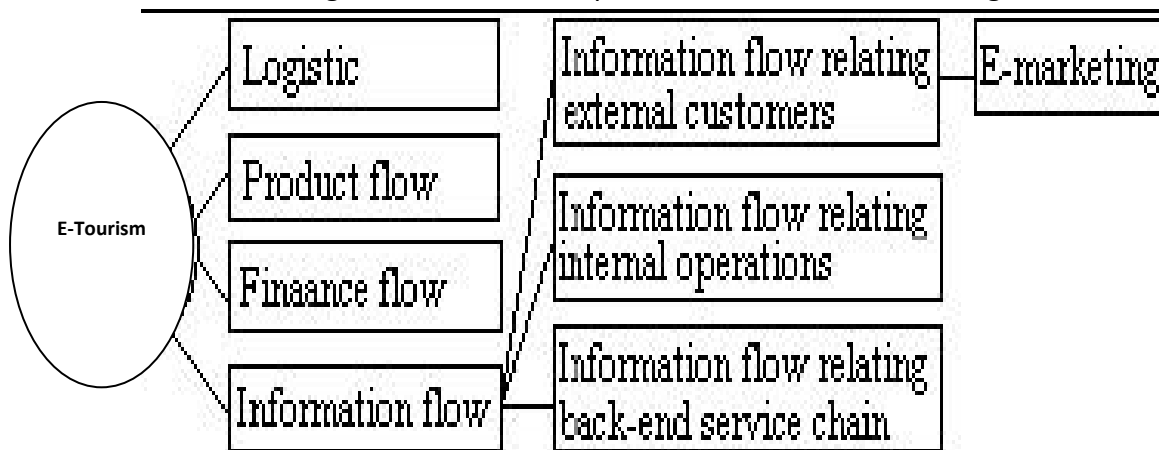 E-Tourism
Logistic
Product flow
Finaance flow
Information flow
Information flow relating
external customers
Information flow relating
internal operations
Information flow relating
back-end service chain
E-marketing